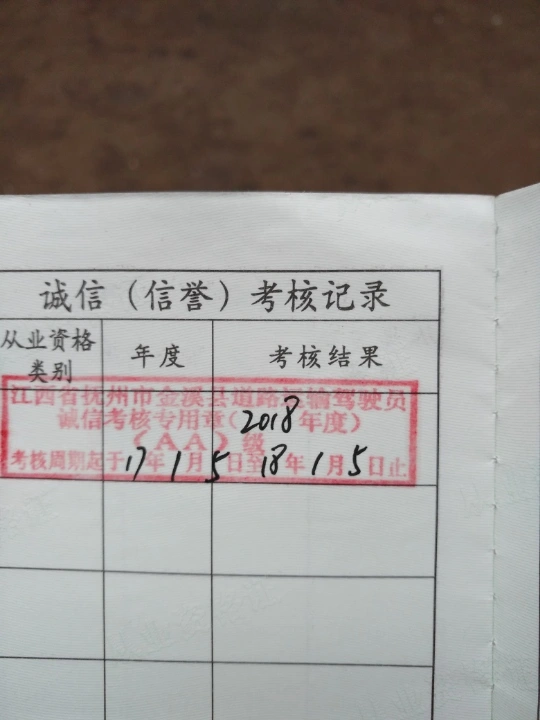 诚信（信誉）考核记录
从业资格类别 年度 考核结果
江西省抚州市金溪县道路运输驾驶员
诚信考核专用章（2018年度）
（AA）级
考核周期起于17年1月5日至18年1月5日止